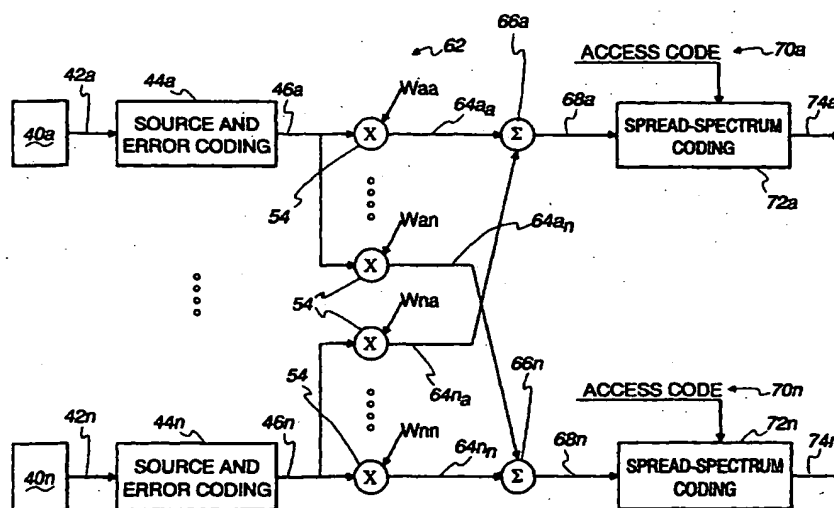 66a
62
ACCESS CODE 70a
42a 44a 46a Waa 64aa 68a 74a
40a SOURCE AND ERROR CODING X Σ SPREAD-SPECTRUM CODING
54 72a
Wan 64an
X
54 Wna
X
54 64na 66n
ACCESS CODE 70n
42n 44n 46n Wnn 64nn 68n 72n 74n
40n SOURCE AND ERROR CODING X Σ SPREAD-SPECTRUM CODING